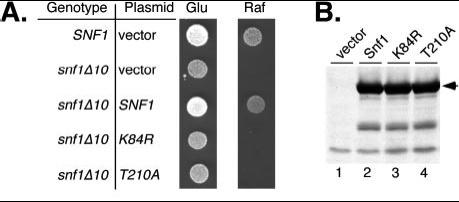 A.
Genotype Plasmid Glu Raf
SNF1 vector
snf1Δ10 vector
snf1Δ10 SNF1
snf1Δ10 K84R
snf1Δ10 T210A
B.
vector Snf1 K84R T210A
1 2 3 4